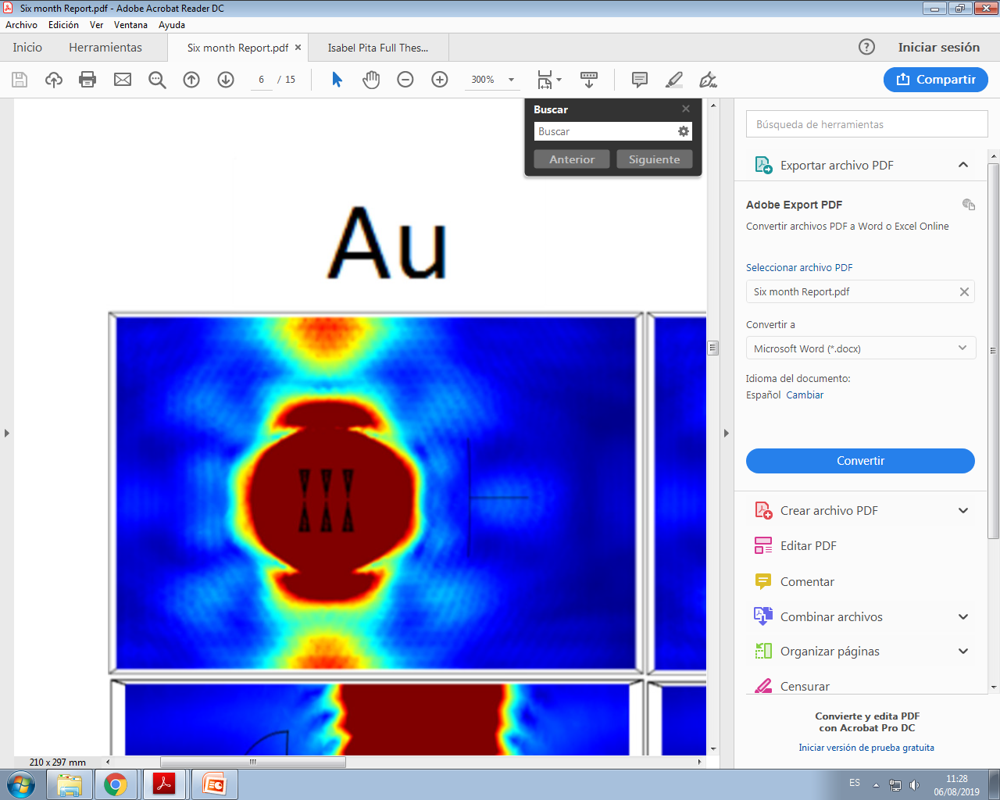 Six month Report.pdf - Adobe Acrobat Reader DC
Archivo Edición Ver Ventana Ayuda
Inicio Herramientas Six month Report.pdf Isabel Pita Full Thes... Iniciar sesión
6 / 15 300% Compartir
Buscar
Buscar
Anterior Siguiente
Au
Búsqueda de herramientas
Exportar archivo PDF
Adobe Export PDF
Convertir archivos PDF a Word o Excel Online
Seleccionar archivo PDF
Six month Report.pdf
Convertir a
Microsoft Word (*.docx)
Idioma del documento:
Español Cambiar
Convertir
Crear archivo PDF
Editar PDF
Comentar
Combinar archivos
Organizar páginas
Censurar
Convierte y edita PDF
con Acrobat Pro DC
Iniciar versión de prueba gratuita
210 x 297 mm
ES 11:28
06/08/2019